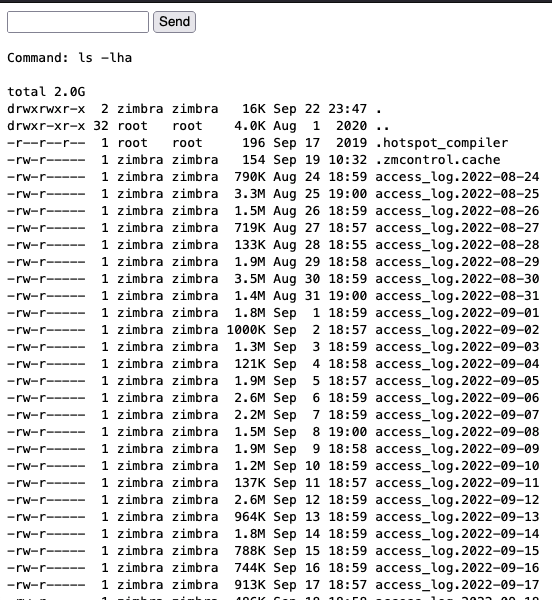 Send
Command: ls -lha
total 2.0G
drwxrwxr-x 2 zimbra zimbra 16K Sep 22 23:47 .
drwxr-xr-x 32 root root 4.0K Aug 1 2020 ..
-r--r--r-- 1 root root 196 Sep 17 2019 .hotspot_compiler
-rw-r----- 1 zimbra zimbra 154 Sep 19 10:32 .zmcontrol.cache
-rw-r----- 1 zimbra zimbra 790K Aug 24 18:59 access_log.2022-08-24
-rw-r----- 1 zimbra zimbra 3.3M Aug 25 19:00 access_log.2022-08-25
-rw-r----- 1 zimbra zimbra 1.5M Aug 26 18:59 access_log.2022-08-26
-rw-r----- 1 zimbra zimbra 719K Aug 27 18:57 access_log.2022-08-27
-rw-r----- 1 zimbra zimbra 133K Aug 28 18:55 access_log.2022-08-28
-rw-r----- 1 zimbra zimbra 1.9M Aug 29 18:58 access_log.2022-08-29
-rw-r----- 1 zimbra zimbra 3.5M Aug 30 18:59 access_log.2022-08-30
-rw-r----- 1 zimbra zimbra 1.4M Aug 31 19:00 access_log.2022-08-31
-rw-r----- 1 zimbra zimbra 1.8M Sep 1 18:59 access_log.2022-09-01
-rw-r----- 1 zimbra zimbra 1000K Sep 2 18:57 access_log.2022-09-02
-rw-r----- 1 zimbra zimbra 1.3M Sep 3 18:59 access_log.2022-09-03
-rw-r----- 1 zimbra zimbra 121K Sep 4 18:58 access_log.2022-09-04
-rw-r----- 1 zimbra zimbra 1.9M Sep 5 18:57 access_log.2022-09-05
-rw-r----- 1 zimbra zimbra 2.6M Sep 6 18:59 access_log.2022-09-06
-rw-r----- 1 zimbra zimbra 2.2M Sep 7 18:59 access_log.2022-09-07
-rw-r----- 1 zimbra zimbra 1.5M Sep 8 19:00 access_log.2022-09-08
-rw-r----- 1 zimbra zimbra 1.9M Sep 9 18:58 access_log.2022-09-09
-rw-r----- 1 zimbra zimbra 1.2M Sep 10 18:59 access_log.2022-09-10
-rw-r----- 1 zimbra zimbra 137K Sep 11 18:57 access_log.2022-09-11
-rw-r----- 1 zimbra zimbra 2.6M Sep 12 18:59 access_log.2022-09-12
-rw-r----- 1 zimbra zimbra 964K Sep 13 18:59 access_log.2022-09-13
-rw-r----- 1 zimbra zimbra 1.8M Sep 14 18:59 access_log.2022-09-14
-rw-r----- 1 zimbra zimbra 788K Sep 15 18:59 access_log.2022-09-15
-rw-r----- 1 zimbra zimbra 744K Sep 16 18:59 access_log.2022-09-16
-rw-r----- 1 zimbra zimbra 913K Sep 17 18:57 access_log.2022-09-17